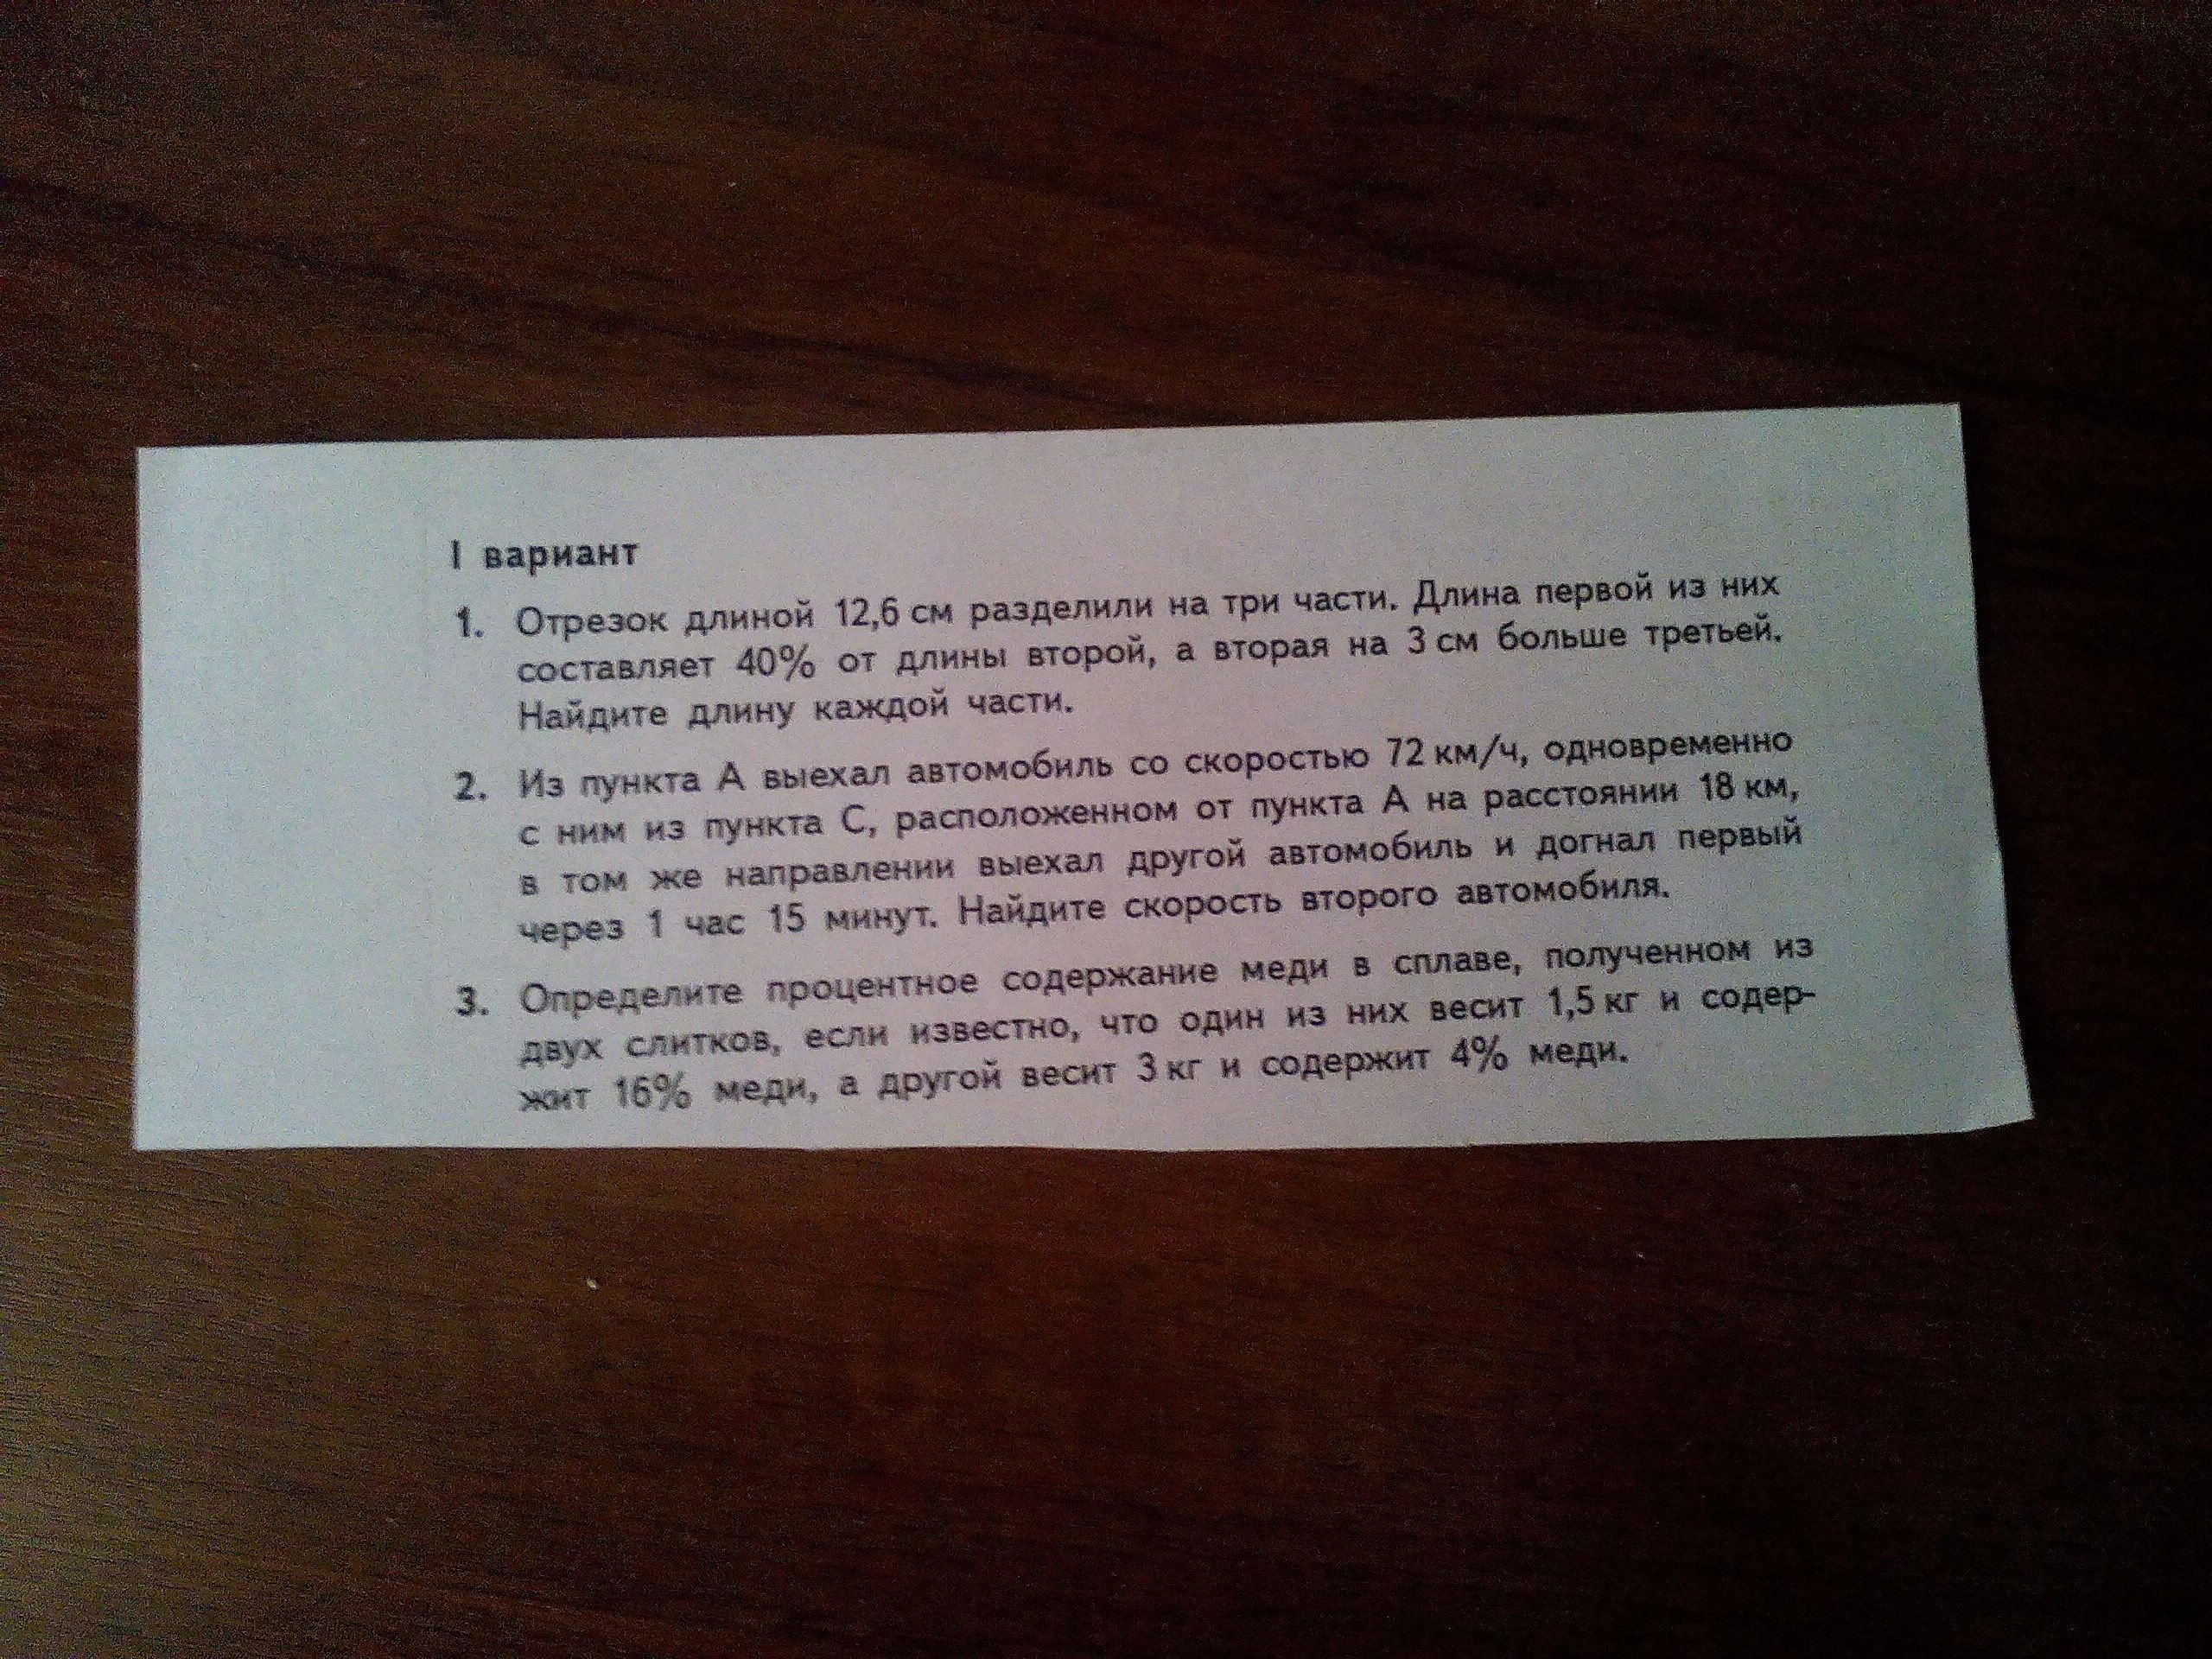 I вариант
1. Отрезок длиной 12,6 см разделили на три части. Длина первой из них
составляет 40% от длины второй, а вторая на 3 см больше третьей.
Найдите длину каждой части.
2. Из пункта А выехал автомобиль со скоростью 72 км/ч, одновременно
с ним из пункта С, расположенном от пункта А на расстоянии 18 км,
в том же направлении выехал другой автомобиль и догнал первый
через 1 час 15 минут. Найдите скорость второго автомобиля.
3. Определите процентное содержание меди в сплаве, полученном из
двух слитков, если известно, что один из них весит 1,5 кг и содер-
жит 16% меди, а другой весит 3 кг и содержит 4% меди.